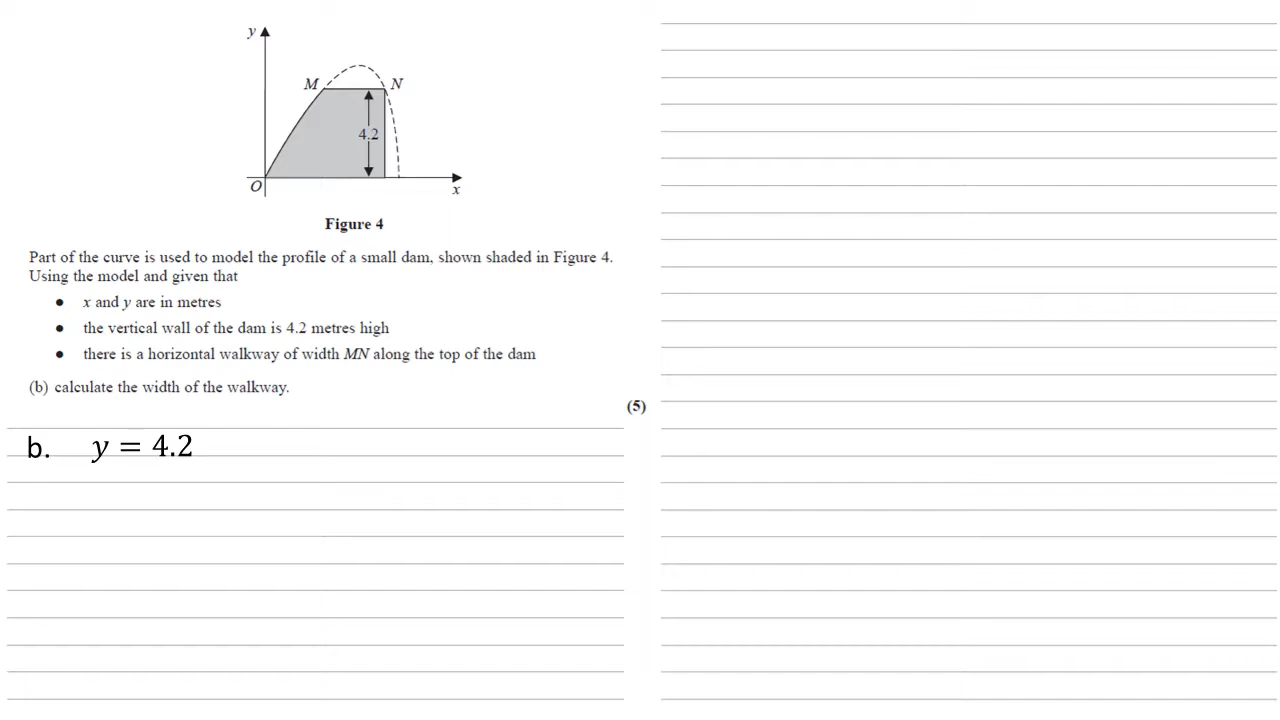 y
M
N
4.2
O
x
Figure 4
Part of the curve is used to model the profile of a small dam, shown shaded in Figure 4.
Using the model and given that
• x and y are in metres
• the vertical wall of the dam is 4.2 metres high
• there is a horizontal walkway of width MN along the top of the dam
(b) calculate the width of the walkway.
(5)
b. y = 4.2